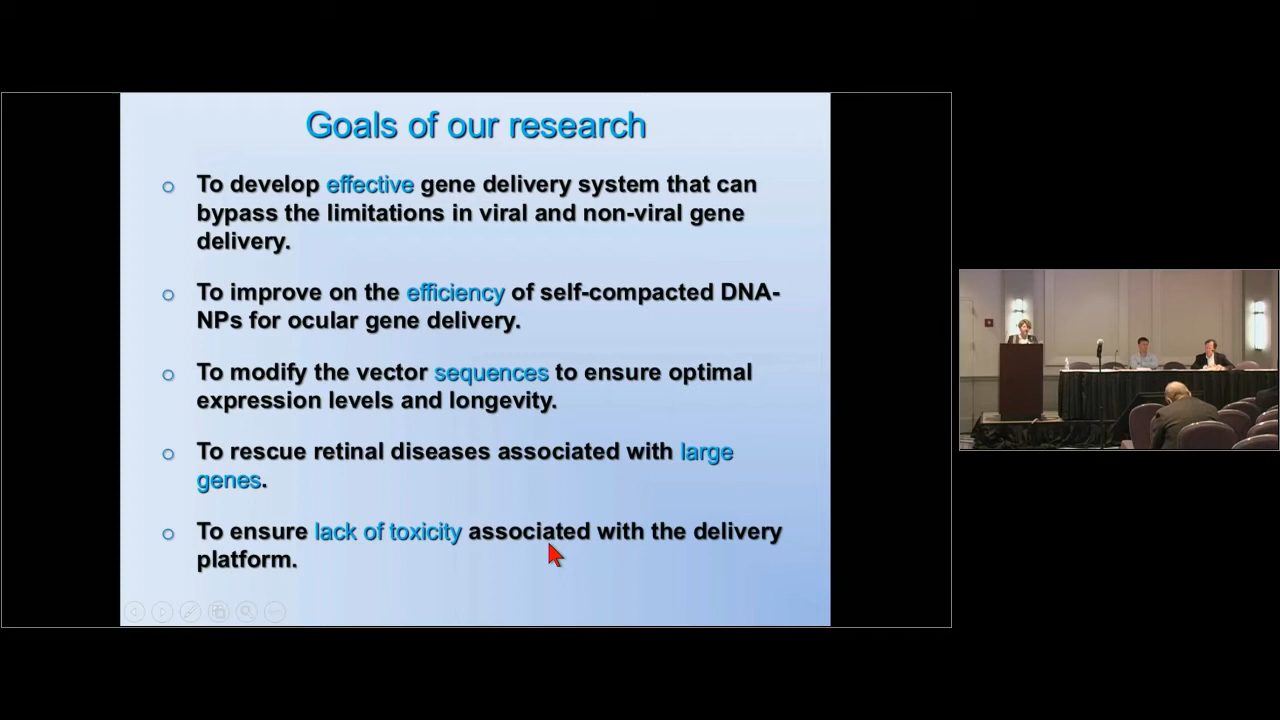 Goals of our research
To develop effective gene delivery system that can
bypass the limitations in viral and non-viral gene
delivery.
To improve on the efficiency of self-compacted DNA-
NPs for ocular gene delivery.
To modify the vector sequences to ensure optimal
expression levels and longevity.
To rescue retinal diseases associated with large
genes.
To ensure lack of toxicity associated with the delivery
platform.